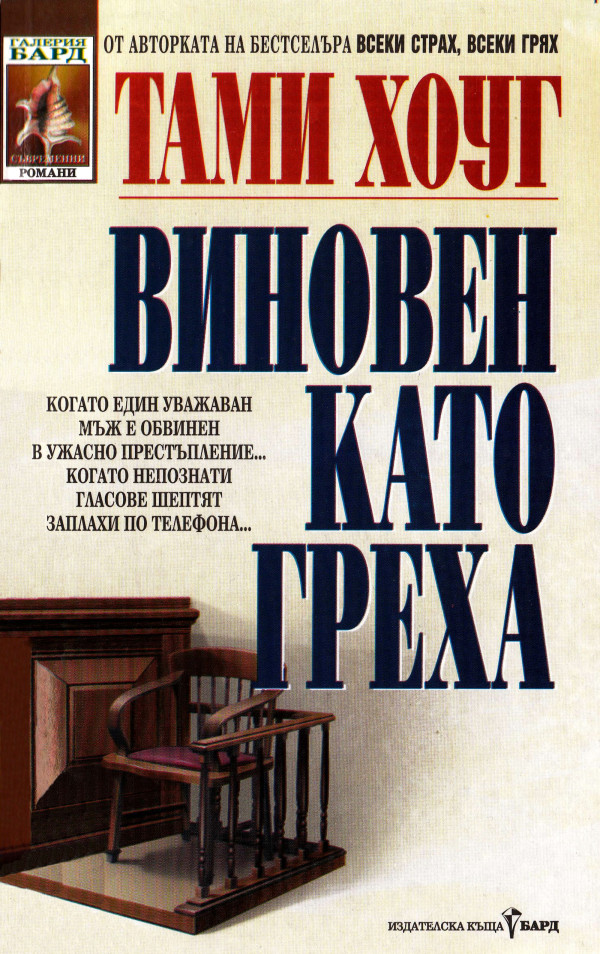 ГАЛЕРИЯ
БАРД
СЪВРЕМЕННИ
РОМАНИ
ОТ АВТОРКАТА НА БЕСТСЕЛЪРА ВСЕКИ СТРАХ, ВСЕКИ ГРЯХ
ТАМИ ХОУГ
ВИНОВЕН
КАТО
ГРЕХА
КОГАТО ЕДИН УВАЖАВАН
МЪЖ Е ОБВИНЕН
В УЖАСНО ПРЕСТЪПЛЕНИЕ...
КОГАТО НЕПОЗНАТИ
ГЛАСОВЕ ШЕПТЯТ
ЗАПЛАХИ ПО ТЕЛЕФОНА...
ИЗДАТЕЛСКА КЪЩА БАРД